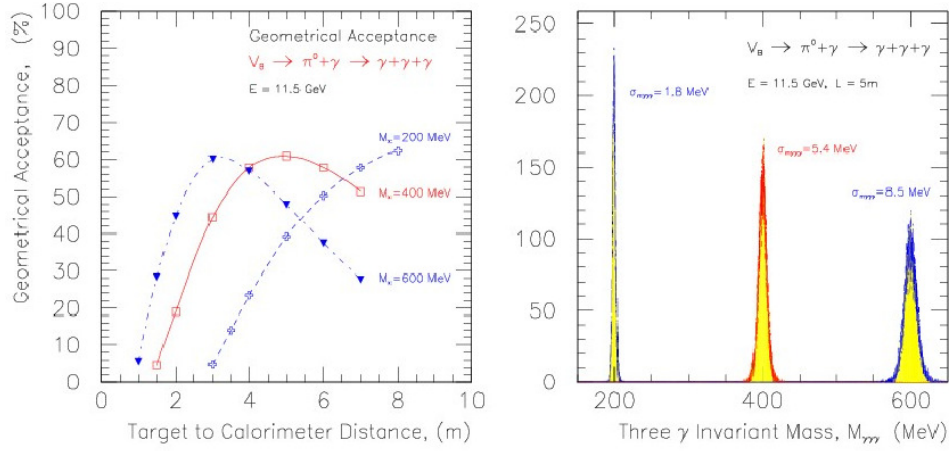 Geometrical Acceptance, (%)
100
90
80
70
60
50
40
30
20
10
0
Geometrical Acceptance
V_B → π⁰+γ → γ+γ+γ
E = 11.5 GeV
M_x=200 MeV
M_x=400 MeV
M_x=600 MeV
0 2 4 6 8 10
Target to Calorimeter Distance, (m)
250
200
150
100
50
0
V_B → π⁰+γ → γ+γ+γ
E = 11.5 GeV, L = 5m
σ_mγγγ=1.8 MeV
σ_mγγγ=5.4 MeV
σ_mγγγ=8.5 MeV
200 400 600
Three γ Invariant Mass, M_γγγ (MeV)